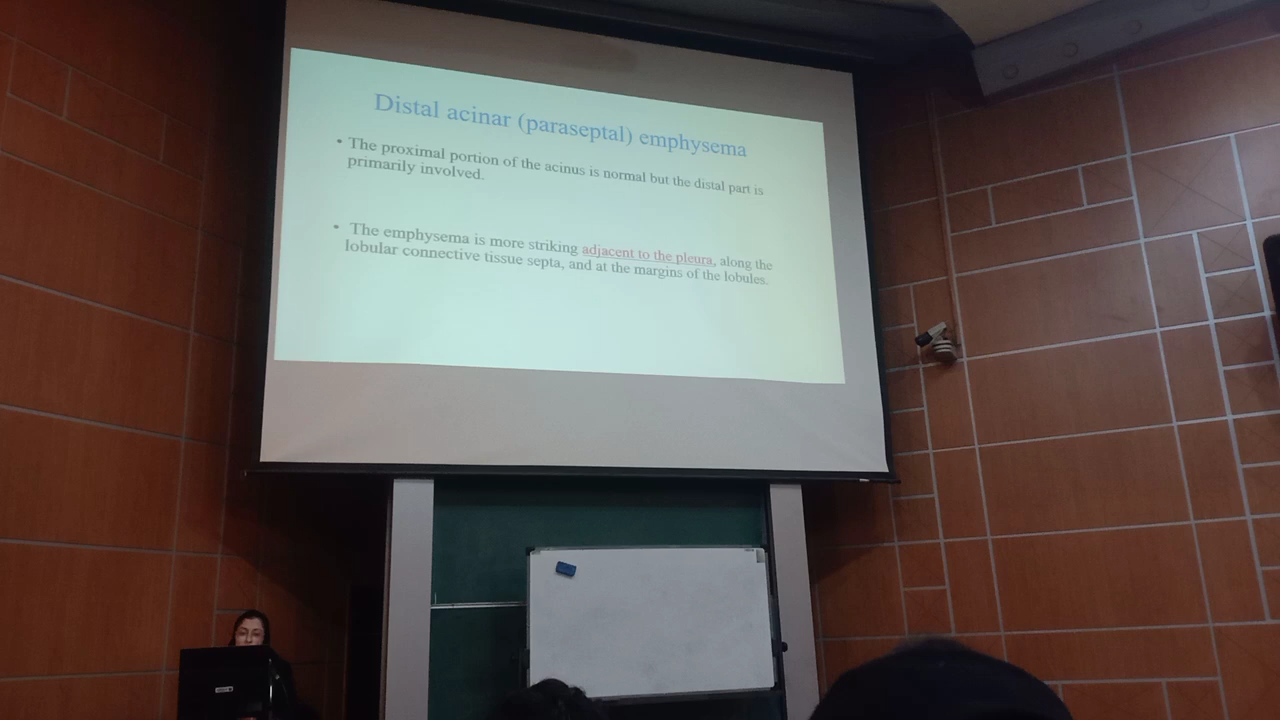 Distal acinar (paraseptal) emphysema
• The proximal portion of the acinus is normal but the distal part is
primarily involved.
• The emphysema is more striking adjacent to the pleura, along the
lobular connective tissue septa, and at the margins of the lobules.